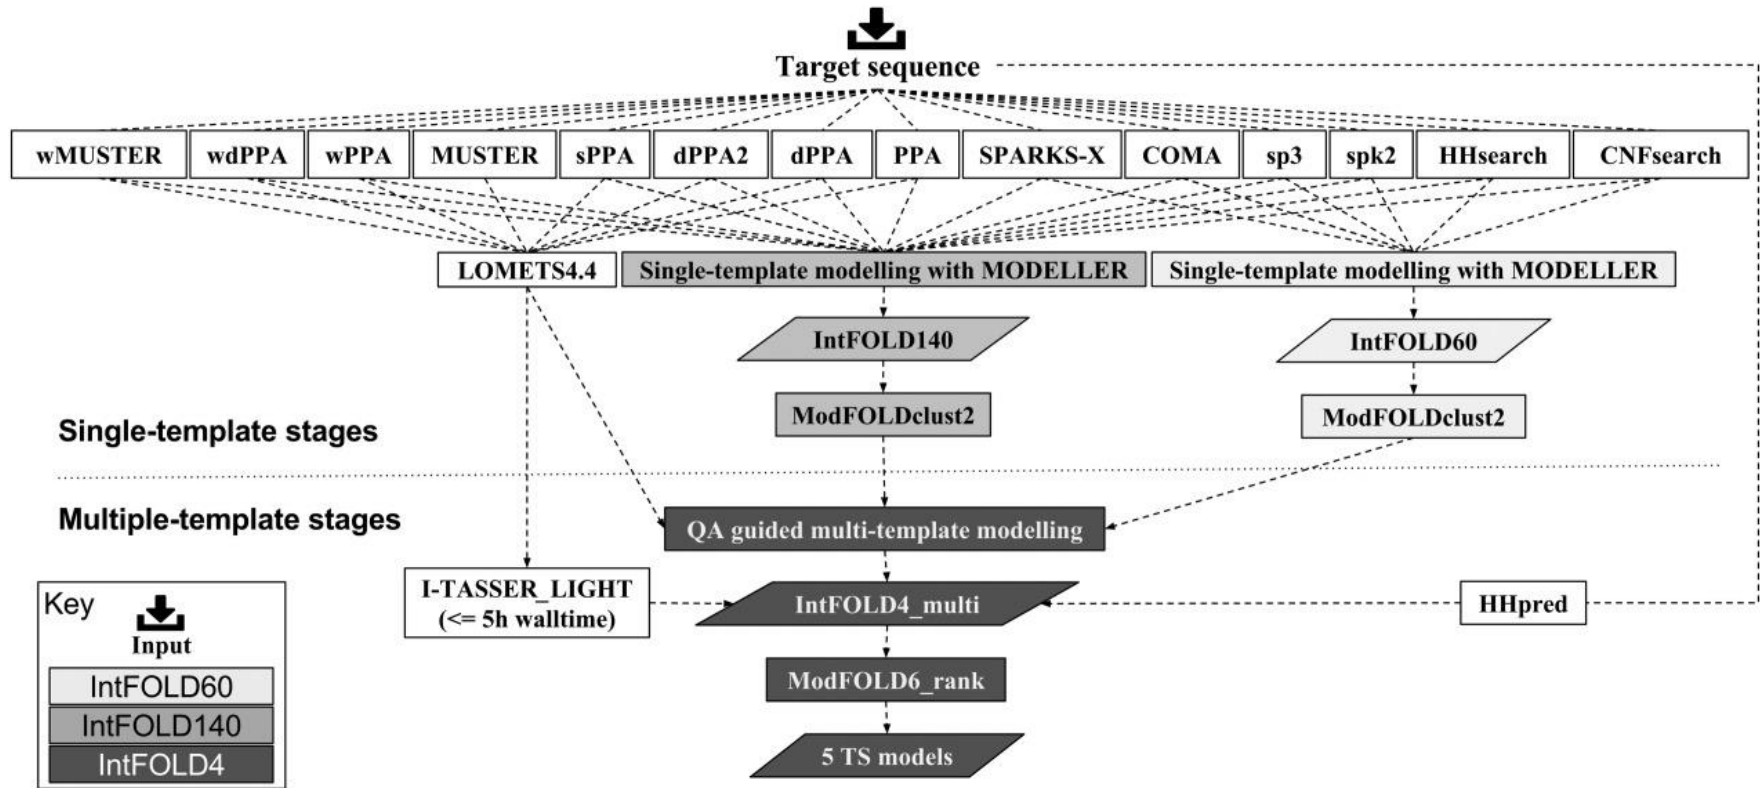 Target sequence
wMUSTER
wdPPA
wPPA
MUSTER
sPPA
dPPA2
dPPA
PPA
SPARKS-X
COMA
sp3
spk2
HHsearch
CNFsearch
LOMETS4.4
Single-template modelling with MODELLER
Single-template modelling with MODELLER
IntFOLD140
IntFOLD60
ModFOLDclust2
ModFOLDclust2
Single-template stages
Multiple-template stages
QA guided multi-template modelling
I-TASSER_LIGHT
(<= 5h walltime)
IntFOLD4_multi
HHpred
ModFOLD6_rank
5 TS models
Key
Input
IntFOLD60
IntFOLD140
IntFOLD4